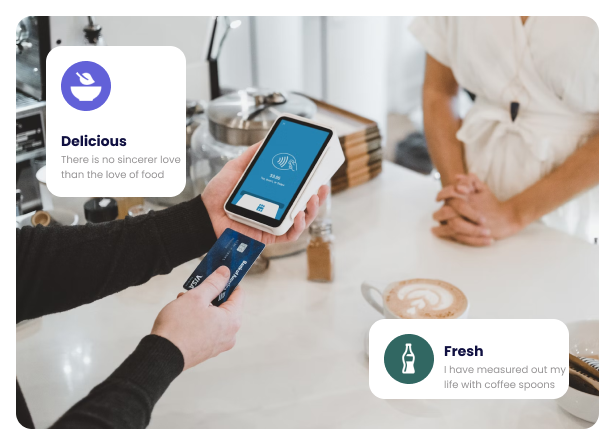 Delicious
There is no sincerer love
than the love of food
VISA
Fresh
I have measured out my
life with coffee spoons